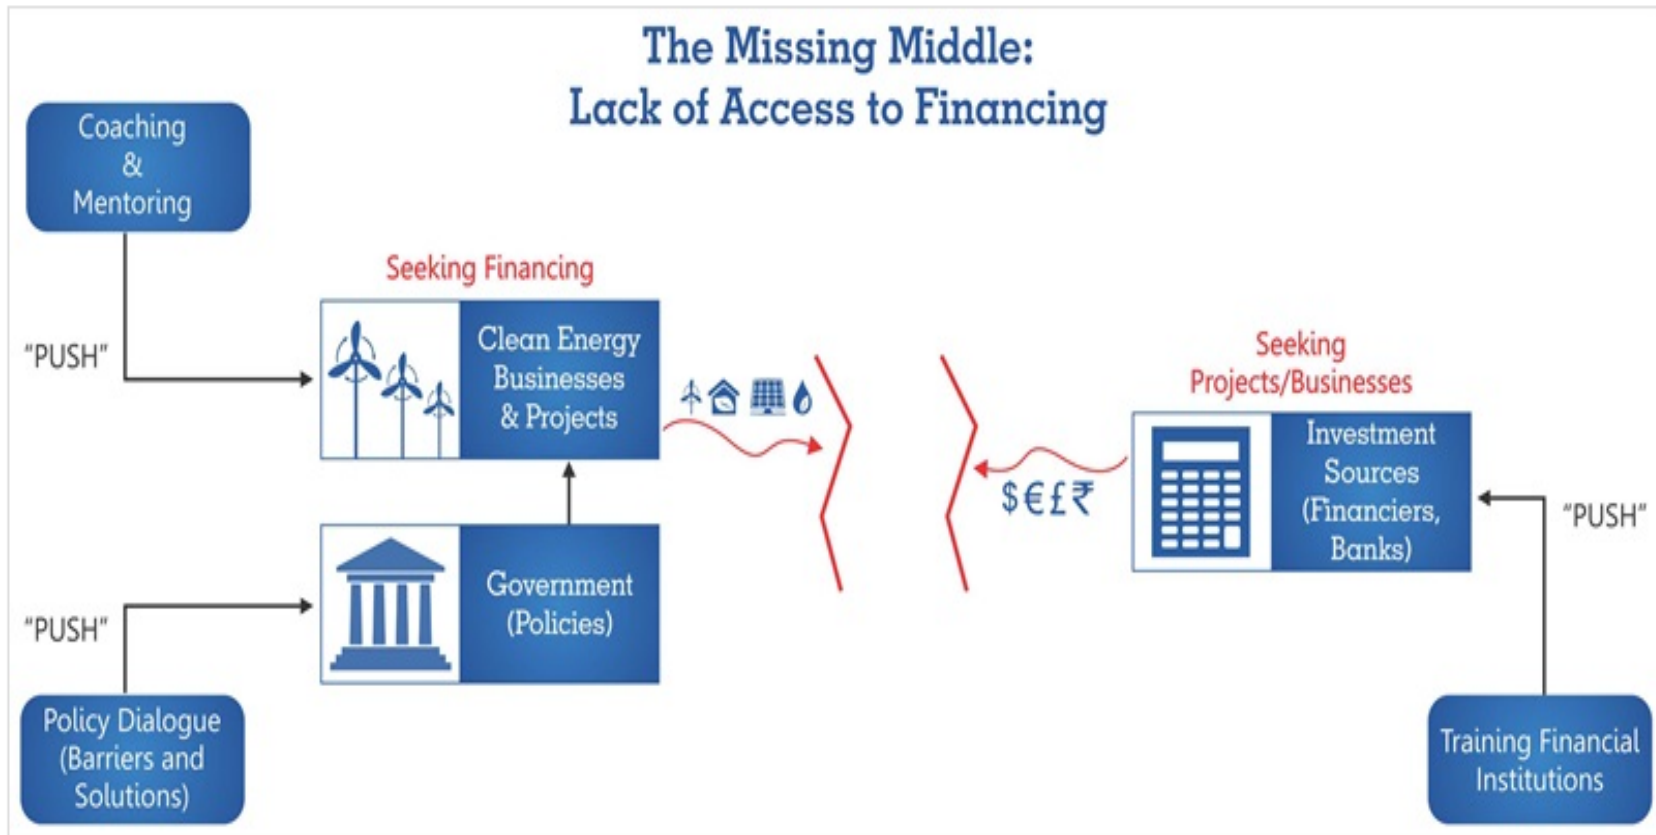 The Missing Middle:
Lack of Access to Financing
Coaching
&
Mentoring
"PUSH"
Seeking Financing
Clean Energy
Businesses
& Projects
Seeking
Projects/Businesses
Investment
Sources
(Financiers,
Banks)
$€£₹
"PUSH"
Government
(Policies)
"PUSH"
Policy Dialogue
(Barriers and
Solutions)
Training Financial
Institutions